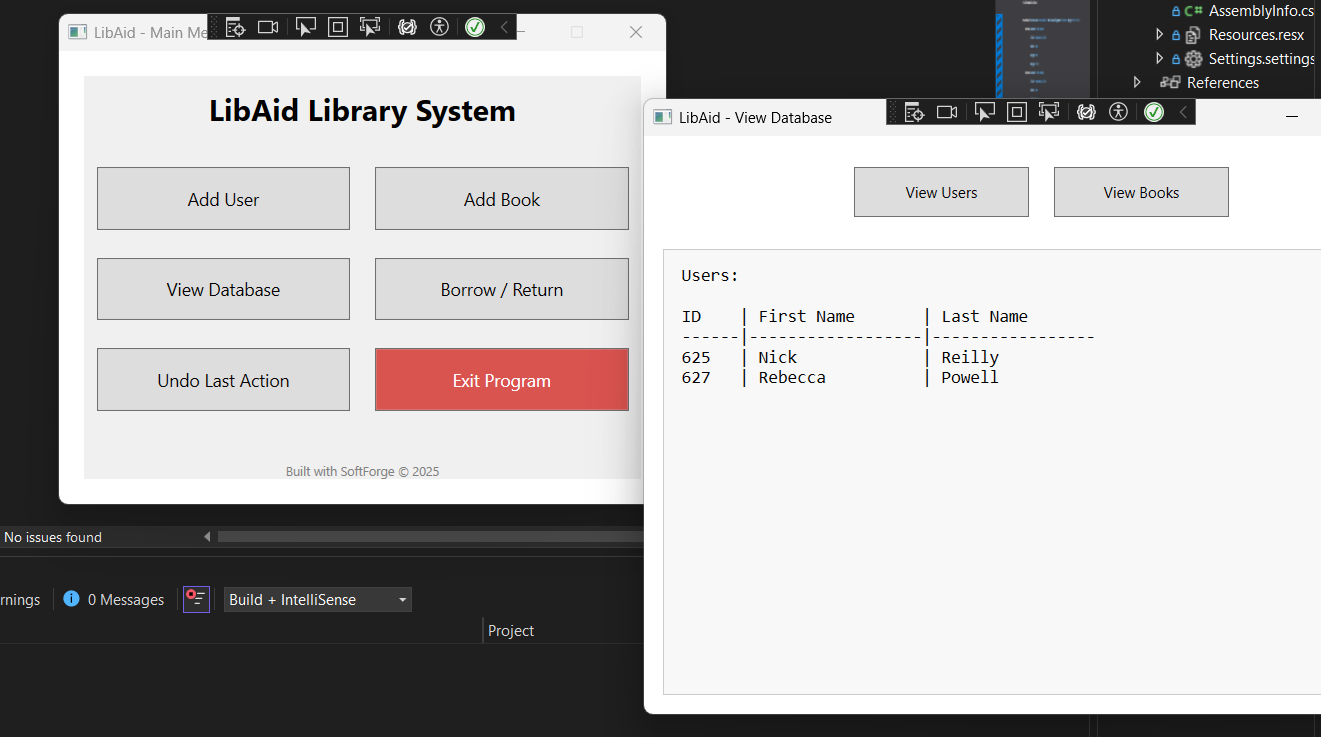 LibAid - Main Me
LibAid Library System
Add User
Add Book
View Database
Borrow / Return
Undo Last Action
Exit Program
Built with SoftForge © 2025
AssemblyInfo.cs
Resources.resx
Settings.settings
References
LibAid - View Database
View Users
View Books
Users:
ID | First Name | Last Name
------|------------------|-----------------
625 | Nick | Reilly
627 | Rebecca | Powell
No issues found
rnings
0 Messages
Build + IntelliSense
Project